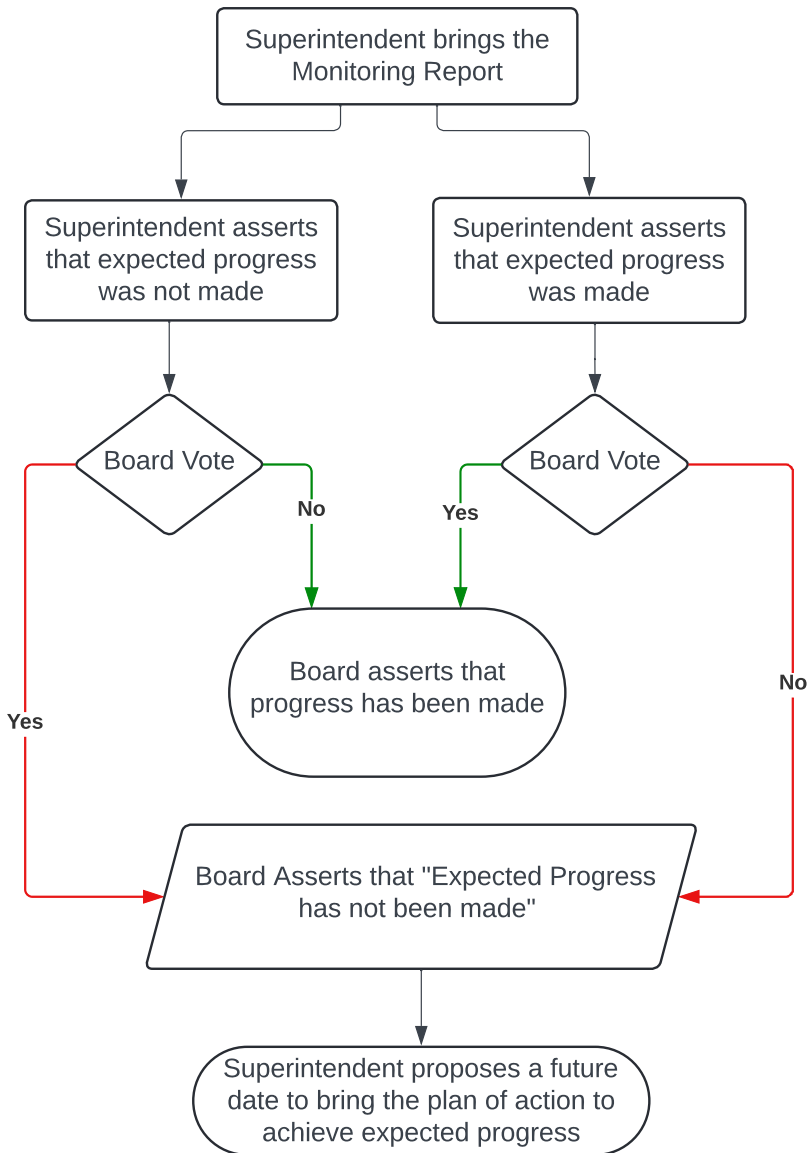 Superintendent brings the
Monitoring Report
Superintendent asserts
that expected progress
was not made
Superintendent asserts
that expected progress
was made
Board Vote
Board Vote
No
Yes
Board asserts that
progress has been made
No
Yes
Board Asserts that "Expected Progress
has not been made"
Superintendent proposes a future
date to bring the plan of action to
achieve expected progress